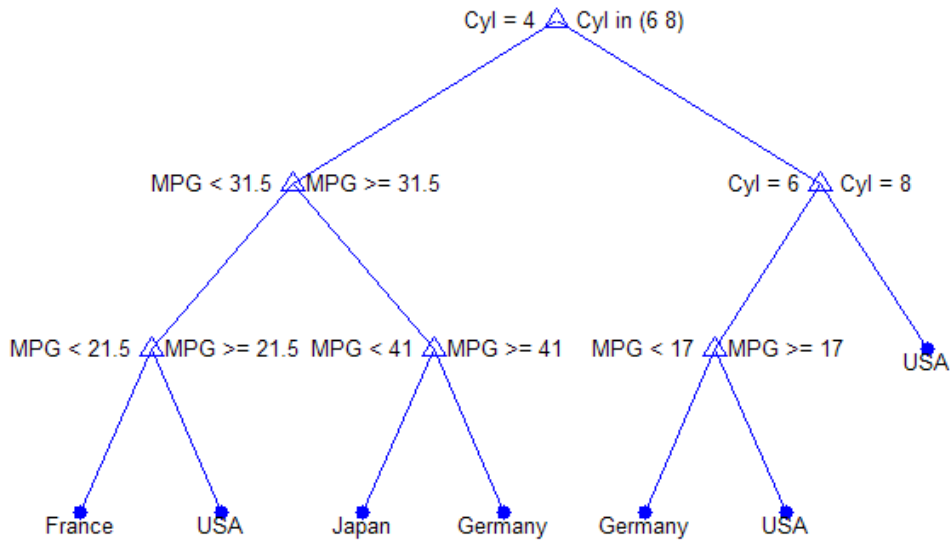 Cyl = 4 Cyl in (6 8)
MPG < 31.5 MPG >= 31.5 Cyl = 6 Cyl = 8
MPG < 21.5 MPG >= 21.5 MPG < 41 MPG >= 41 MPG < 17 MPG >= 17 USA
France USA Japan Germany Germany USA